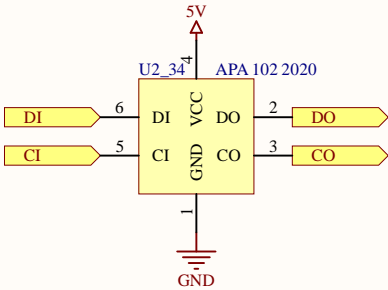 5V
4
U2_34 APA 102 2020
DI 6 DI VCC DO 2 DO
CI 5 CI GND CO 3 CO
1
GND